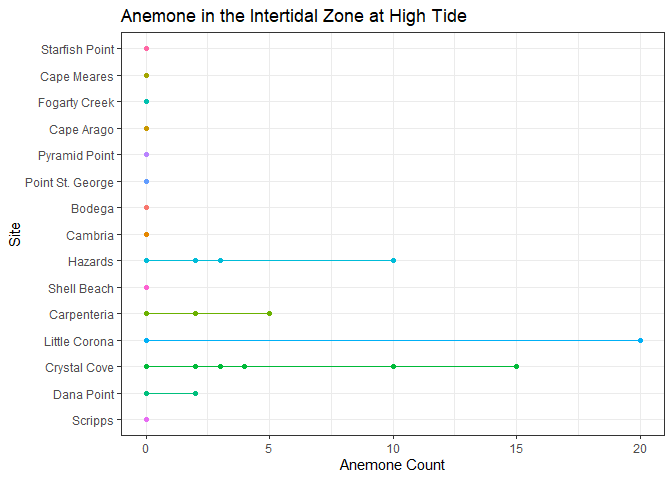 Anemone in the Intertidal Zone at High Tide
Site
Starfish Point
Cape Meares
Fogarty Creek
Cape Arago
Pyramid Point
Point St. George
Bodega
Cambria
Hazards
Shell Beach
Carpenteria
Little Corona
Crystal Cove
Dana Point
Scripps
0 5 10 15 20
Anemone Count